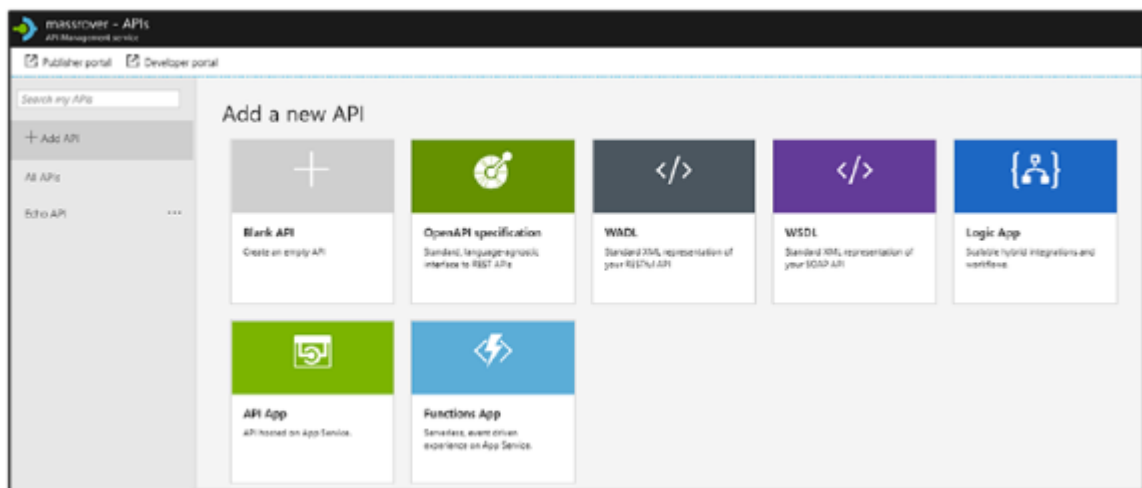 massrover - APIs
API Management service
Publisher portal Developer portal
Search my APIs
+ Add API
All APIs
Echo API ...
Add a new API
Blank API
Create an empty API
OpenAPI specification
Standard, language-agnostic
interface to REST APIs
</>
WADL
Standard XML representation of
your RESTful API
</>
WSDL
Standard XML representation of
your SOAP API
Logic App
Scalable hybrid integrations and
workflows
API App
API hosted on App Service.
Functions App
Serverless, event driven
experience on App Service.